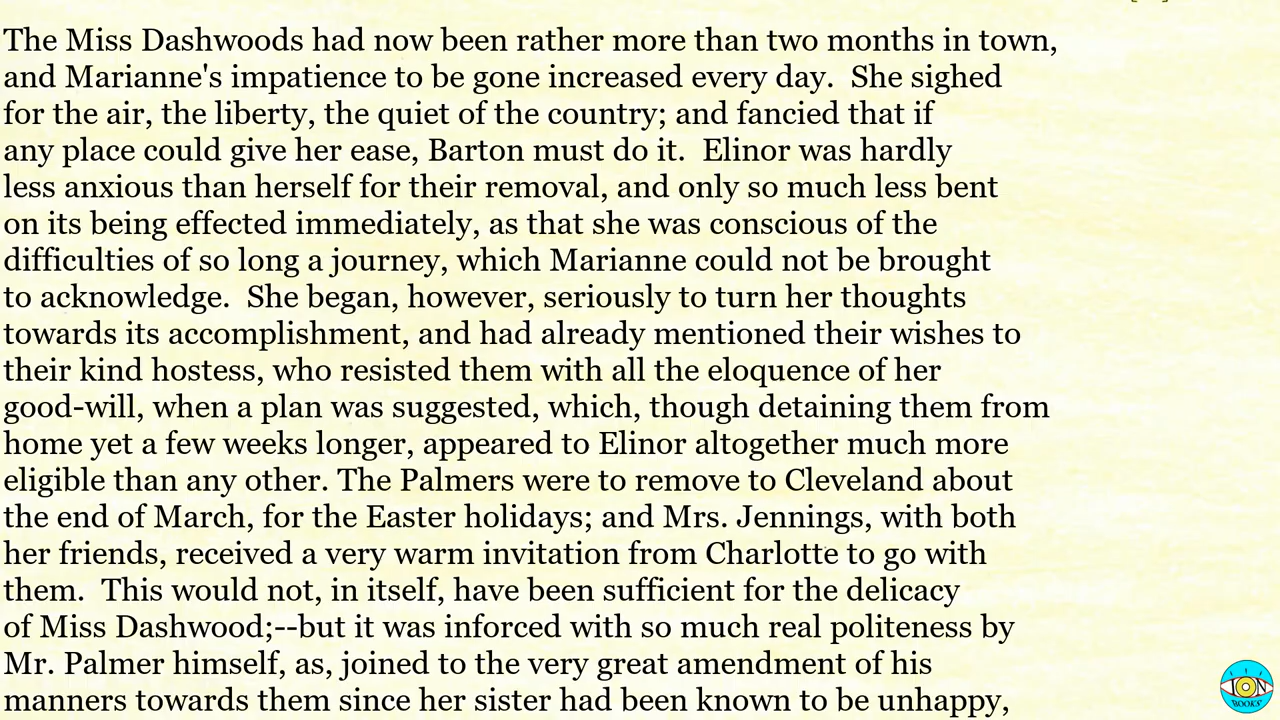 The Miss Dashwoods had now been rather more than two months in town,
and Marianne's impatience to be gone increased every day.  She sighed
for the air, the liberty, the quiet of the country; and fancied that if
any place could give her ease, Barton must do it.  Elinor was hardly
less anxious than herself for their removal, and only so much less bent
on its being effected immediately, as that she was conscious of the
difficulties of so long a journey, which Marianne could not be brought
to acknowledge.  She began, however, seriously to turn her thoughts
towards its accomplishment, and had already mentioned their wishes to
their kind hostess, who resisted them with all the eloquence of her
good-will, when a plan was suggested, which, though detaining them from
home yet a few weeks longer, appeared to Elinor altogether much more
eligible than any other. The Palmers were to remove to Cleveland about
the end of March, for the Easter holidays; and Mrs. Jennings, with both
her friends, received a very warm invitation from Charlotte to go with
them.  This would not, in itself, have been sufficient for the delicacy
of Miss Dashwood;--but it was inforced with so much real politeness by
Mr. Palmer himself, as, joined to the very great amendment of his
manners towards them since her sister had been known to be unhappy,
ION
BOOKS